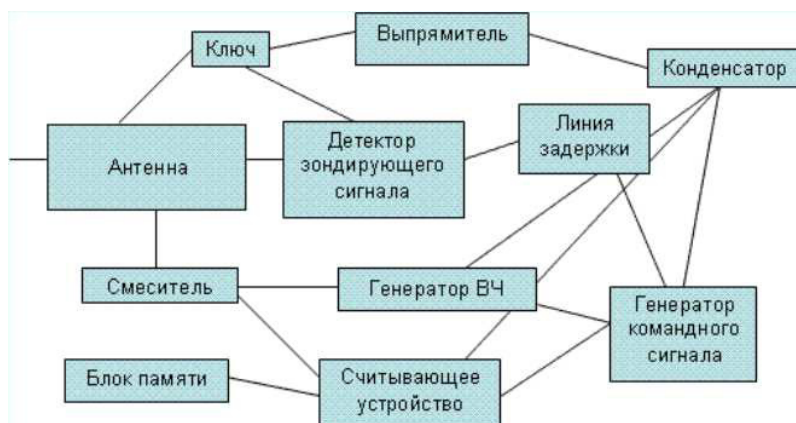 Ключ
Выпрямитель
Конденсатор
Антенна
Детектор
зондирующего
сигнала
Линия
задержки
Смеситель
Генератор ВЧ
Генератор
командного
сигнала
Блок памяти
Считывающее
устройство